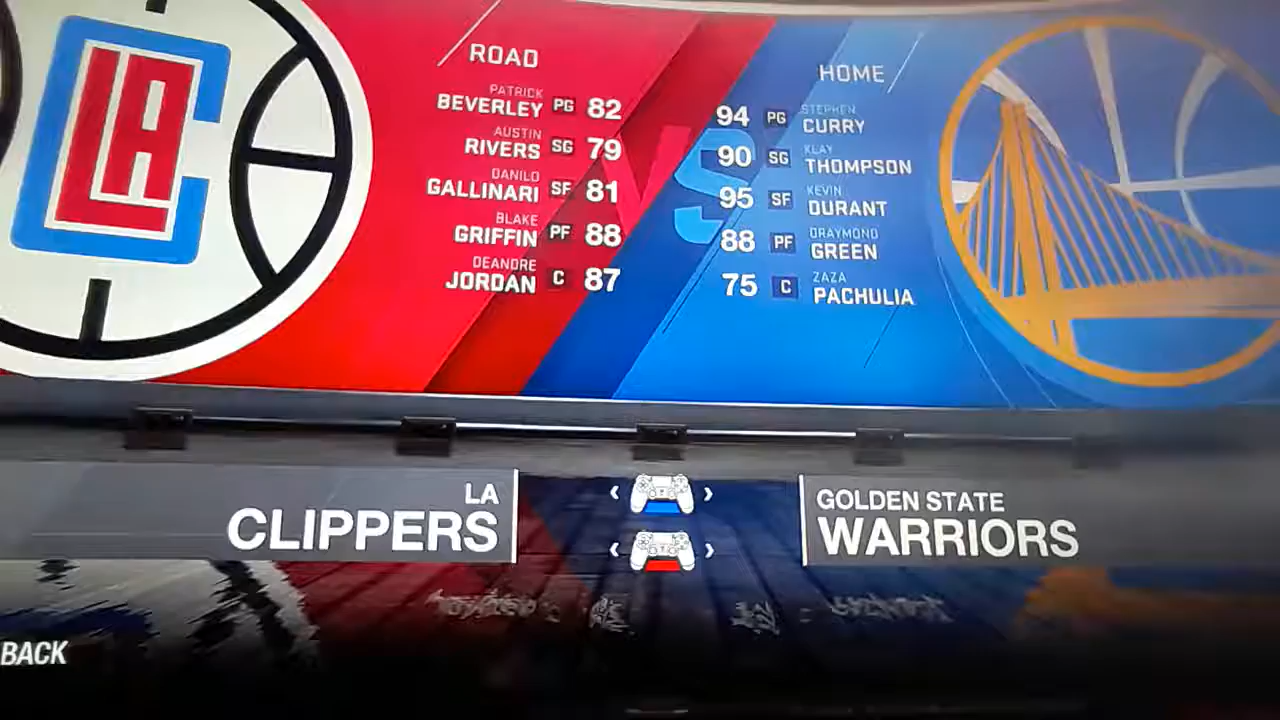 LA
ROAD
PATRICK
BEVERLEY PG 82
AUSTIN
RIVERS SG 79
DANILO
GALLINARI SF 81
BLAKE
GRIFFIN PF 88
DEANDRE
JORDAN C 87
VS
HOME
STEPHEN
94 PG CURRY
KLAY
90 SG THOMPSON
KEVIN
95 SF DURANT
DRAYMOND
88 PF GREEN
ZAZA
75 C PACHULIA
LA
CLIPPERS
GOLDEN STATE
WARRIORS
BACK